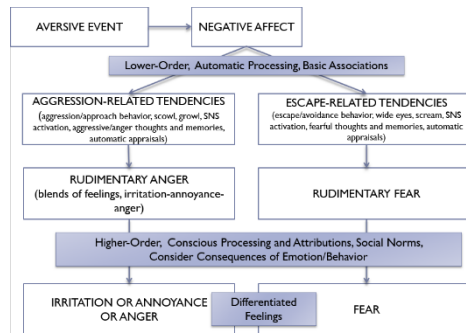 AVERSIVE EVENT
NEGATIVE AFFECT
Lower-Order, Automatic Processing, Basic Associations
AGGRESSION-RELATED TENDENCIES
(aggression/approach behavior, scowl, growl, SNS
activation, aggressive/anger thoughts and memories,
automatic appraisals)
ESCAPE-RELATED TENDENCIES
(escape/avoidance behavior, wide eyes, scream, SNS
activation, fearful thoughts and memories, automatic
appraisals)
RUDIMENTARY ANGER
(blends of feelings, irritation-annoyance-
anger)
RUDIMENTARY FEAR
Higher-Order, Conscious Processing and Attributions, Social Norms,
Consider Consequences of Emotion/Behavior
IRRITATION OR ANNOYANCE
OR ANGER
Differentiated
Feelings
FEAR